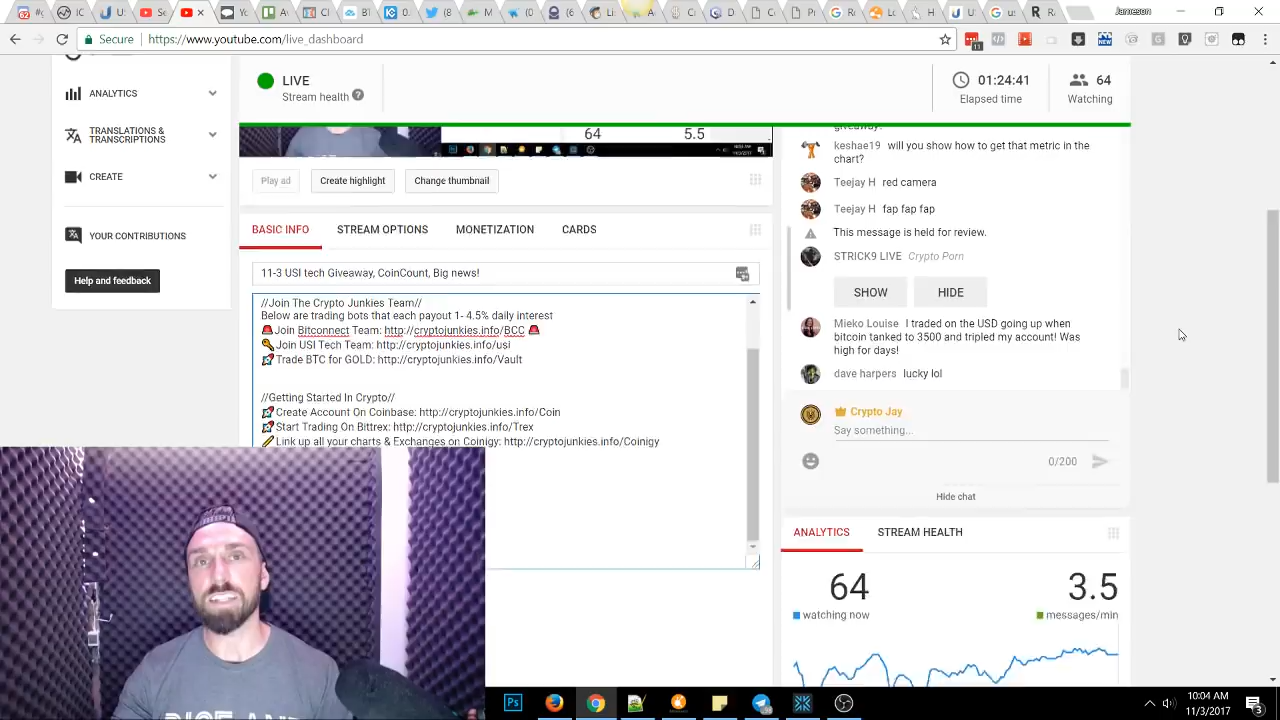 Jameson
Secure
https://www.youtube.com/live_dashboard
11
NEW
ANALYTICS
TRANSLATIONS &
TRANSCRIPTIONS
CREATE
YOUR CONTRIBUTIONS
Help and feedback
LIVE
Stream health
01:24:41
Elapsed time
64
Watching
64 5.5
Play ad
Create highlight
Change thumbnail
BASIC INFO
STREAM OPTIONS
MONETIZATION
CARDS
11-3 USI tech Giveaway, CoinCount, Big news!
//Join The Crypto Junkies Team//
Below are trading bots that each payout 1- 4.5% daily interest
🚨Join Bitconnect Team: http://cryptojunkies.info/BCC 🚨
🔑Join USI Tech Team: http://cryptojunkies.info/usi
🚀Trade BTC for GOLD: http://cryptojunkies.info/Vault
//Getting Started In Crypto//
🚀Create Account On Coinbase: http://cryptojunkies.info/Coin
🚀Start Trading On Bittrex: http://cryptojunkies.info/Trex
Link up all your charts & Exchanges on Coinigy: http://cryptojunkies.info/Coinigy
giveaway?
keshae19 will you show how to get that metric in the
chart?
Teejay H red camera
Teejay H fap fap fap
This message is held for review.
STRICK9 LIVE Crypto Porn
SHOW
HIDE
Mieko Louise I traded on the USD going up when
bitcoin tanked to 3500 and tripled my account! Was
high for days!
dave harpers lucky lol
Crypto Jay
Say something...
0/200
Hide chat
ANALYTICS
STREAM HEALTH
64
watching now
3.5
messages/min
RISE AND
Ps
10:04 AM
11/3/2017
3